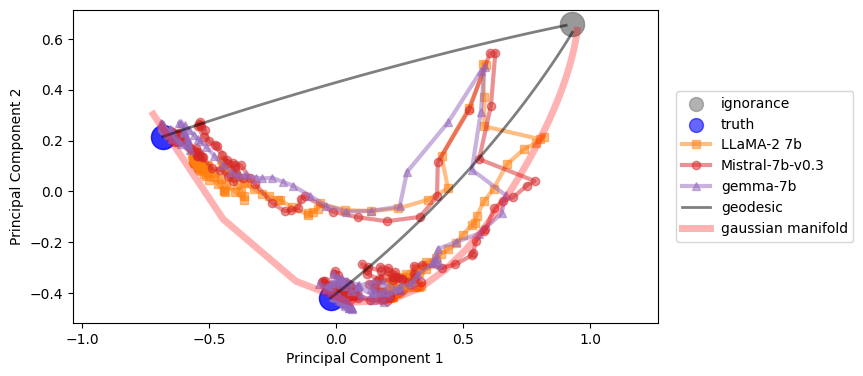 0.6
0.4
0.2
0.0
−0.2
−0.4
Principal Component 2
−1.0
−0.5
0.0
0.5
1.0
Principal Component 1
ignorance
truth
LLaMA-2 7b
Mistral-7b-v0.3
gemma-7b
geodesic
gaussian manifold